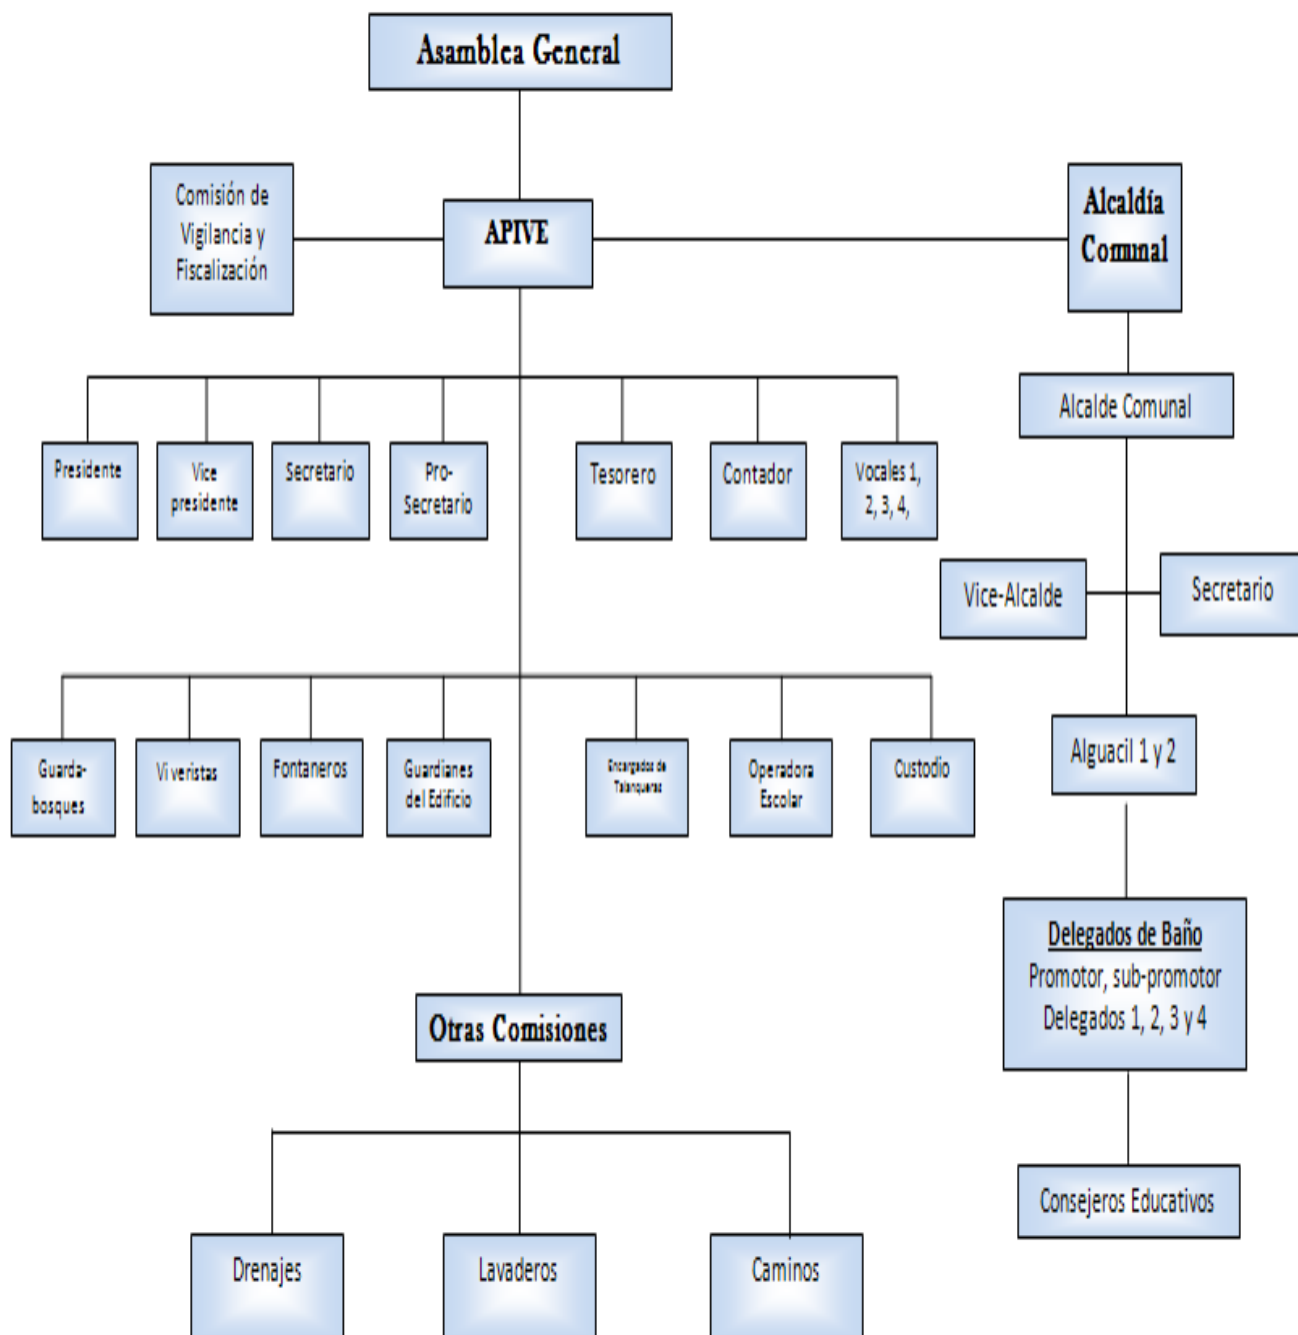 Asamblea General
Comisión de
Vigilancia y
Fiscalización
APIVE
Alcaldía
Comunal
Alcalde Comunal
Presidente
Vice
presidente
Secretario
Pro-
Secretario
Tesorero
Contador
Vocales 1,
2, 3, 4,
Vice-Alcalde
Secretario
Guarda-
bosques
Viveristas
Fontaneros
Guardianes
del Edificio
Encargados de
Talanqueras
Operadora
Escolar
Custodio
Alguacil 1 y 2
Delegados de Baño
Promotor, sub-promotor
Delegados 1, 2, 3 y 4
Otras Comisiones
Consejeros Educativos
Drenajes
Lavaderos
Caminos